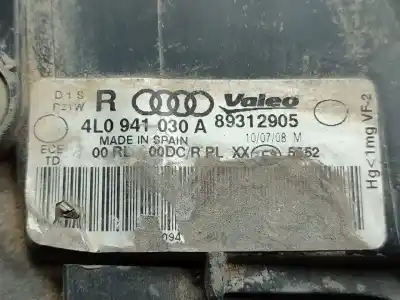 D1S
P21W
R Valeo
4L0 941 030 A 89312905
MADE IN SPAIN 10/07/08 M
ECE
TD
00 RL 00DC/R PL XX 5652
Hg<1mg VF-2
094